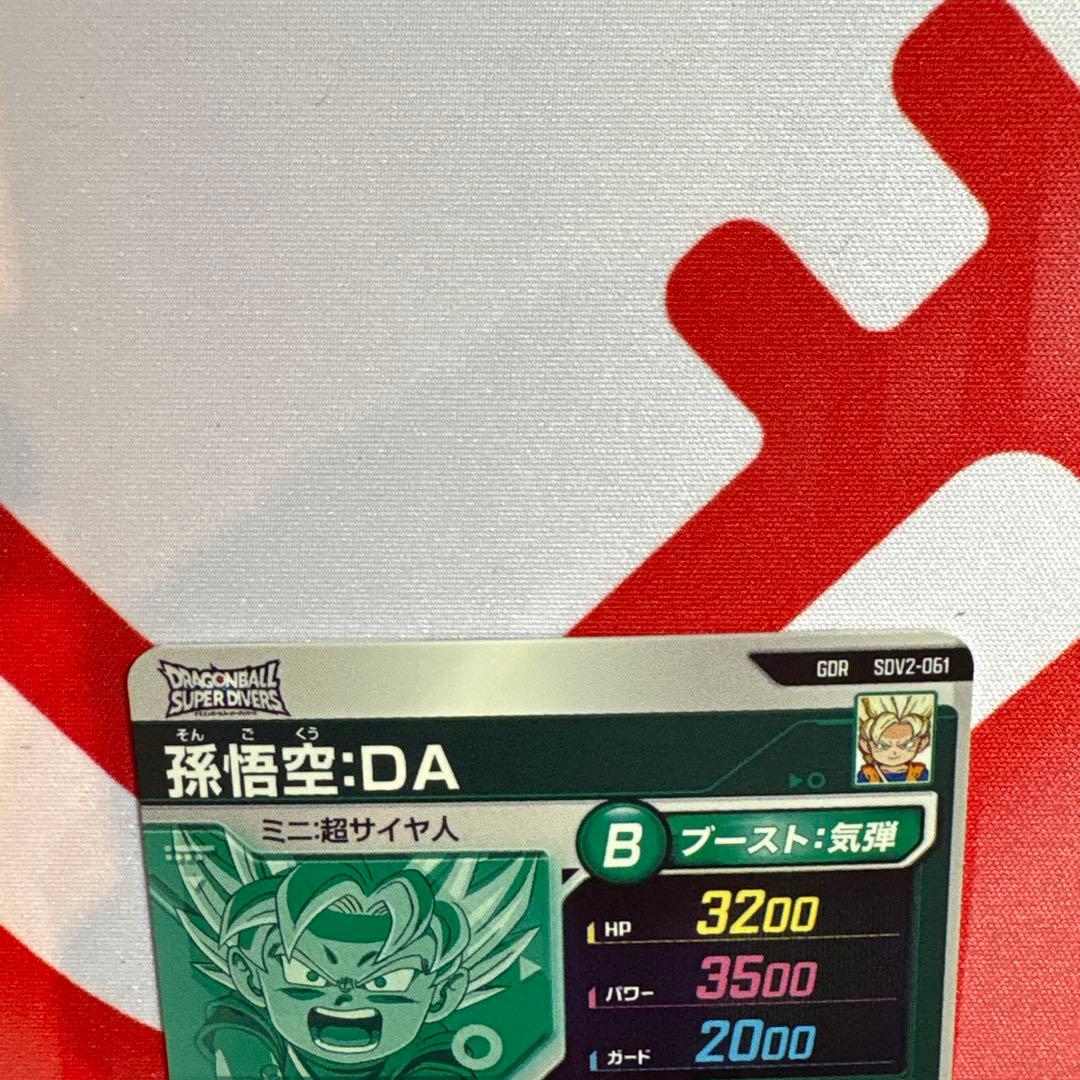 DRAGONBALL
SUPER DIVERS
GDR SDV2-061
そん ご くう
孫悟空:DA
ミニ:超サイヤ人
B ブースト:気弾
HP 3200
パワー 3500
ガード 2000